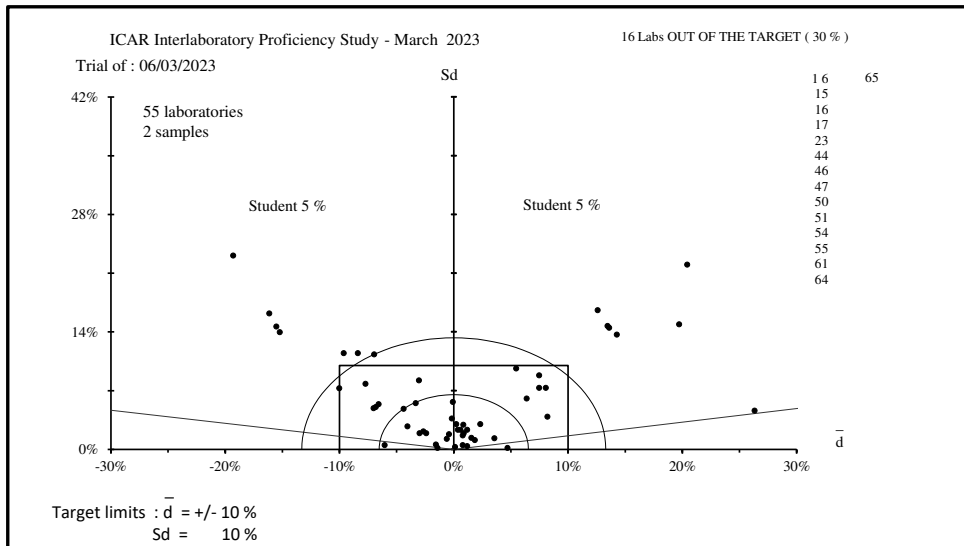 ICAR Interlaboratory Proficiency Study - March 2023
16 Labs OUT OF THE TARGET ( 30 % )
Trial of : 06/03/2023
Sd
1 6 65
42%
15
55 laboratories
16
2 samples
17
23
44
46
47
Student 5 %
Student 5 %
50
28%
51
54
55
61
64
14%
d
0%
-30%
-20%
-10%
0%
10%
20%
30%
Target limits : d = +/- 10 %
Sd = 10 %